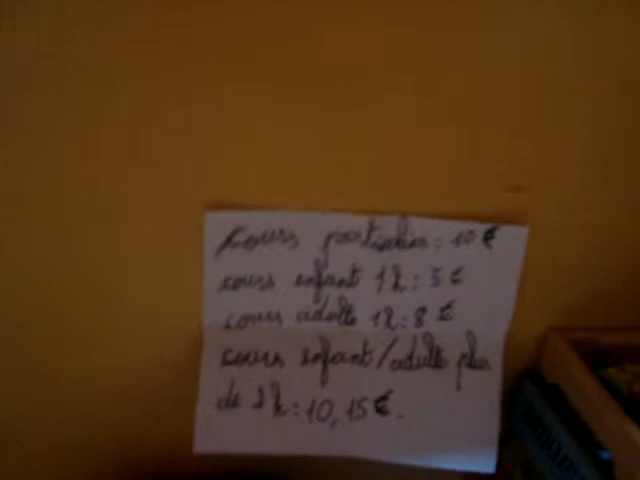 Cours particulier : 10 €
cours enfant 1h : 5 €
cours adulte 1h : 8 €
cours enfant/adulte plus
de 1h : 10, 15 €.